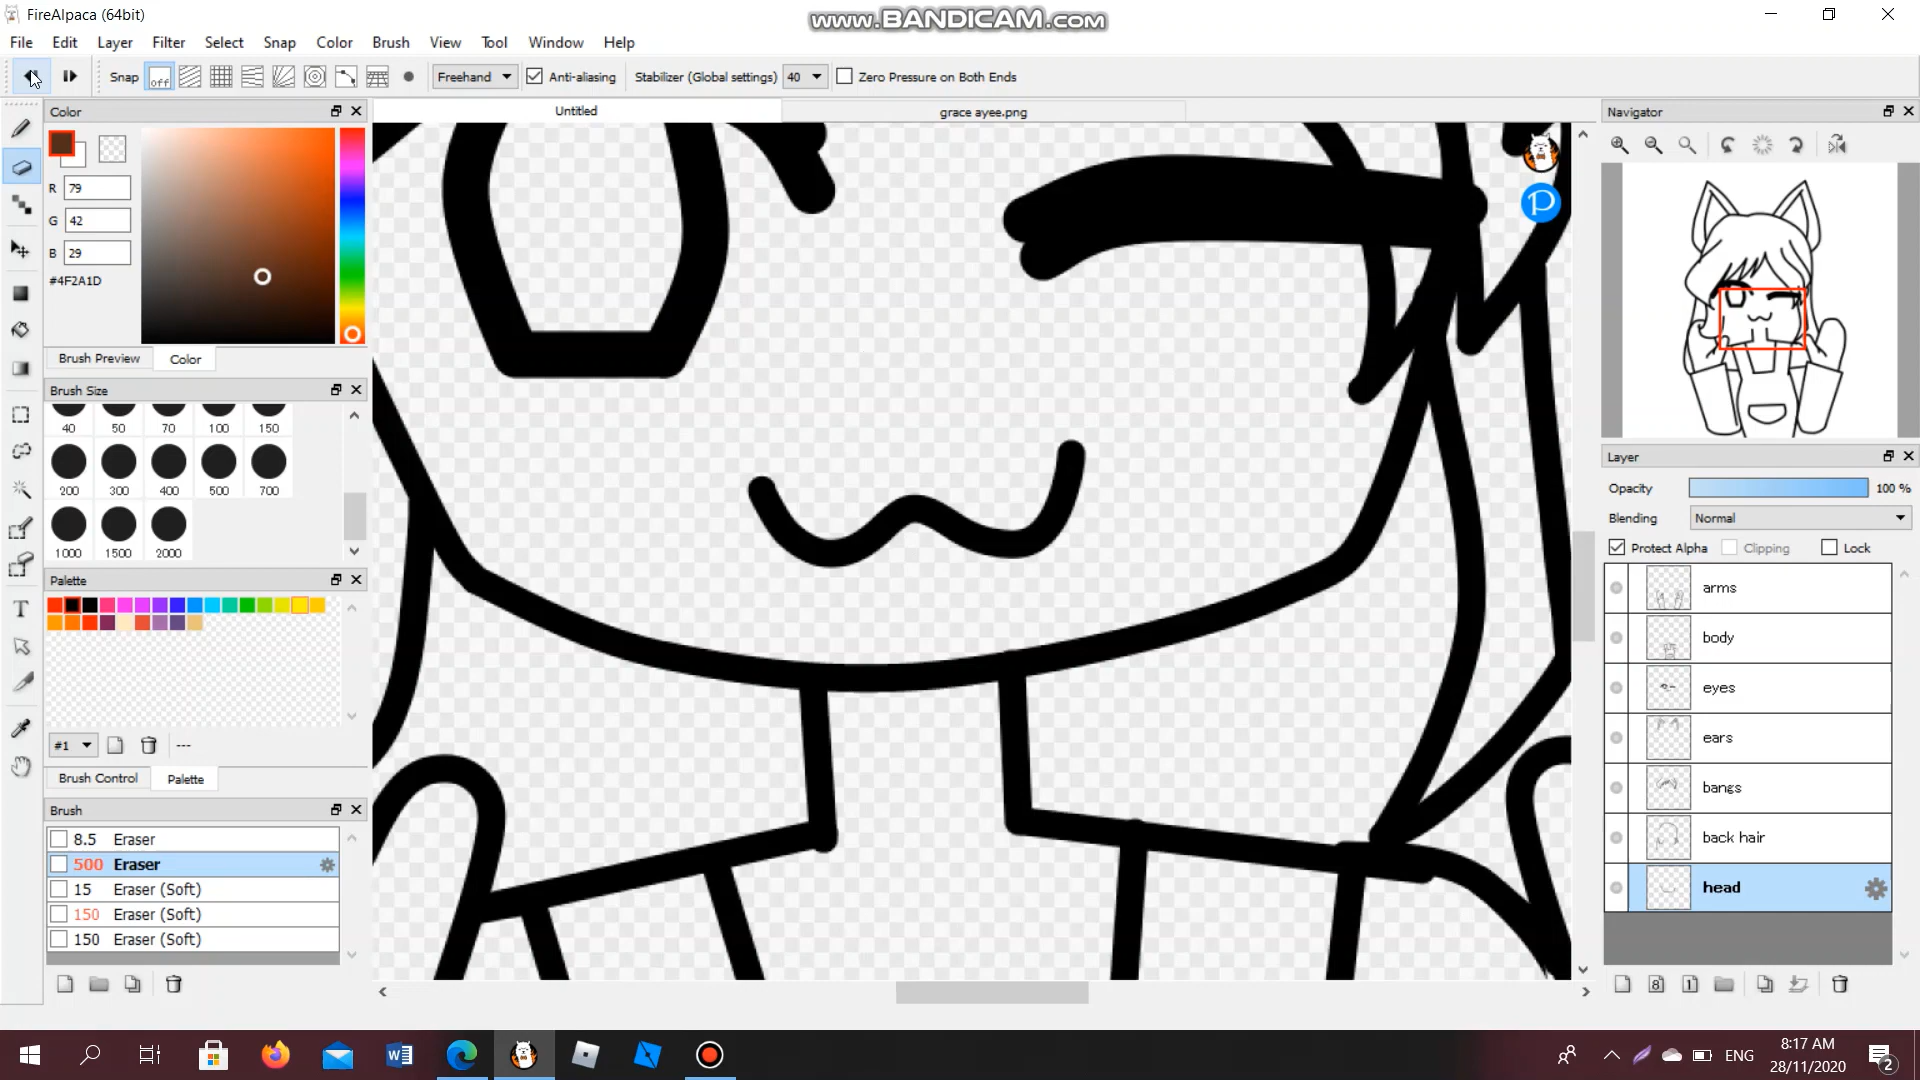 FireAlpaca (64bit)
www.BANDICAM.com
File Edit Layer Filter Select Snap Color Brush View Tool Window Help
Snap off Freehand Anti-aliasing Stabilizer (Global settings) 40 Zero Pressure on Both Ends
Color
Untitled
grace ayee.png
Navigator
R 79
G 42
B 29
#4F2A1D
Brush Preview Color
Brush Size
40 50 70 100 150
200 300 400 500 700
1000 1500 2000
Palette
#1 ---
Brush Control Palette
Brush
8.5 Eraser
500 Eraser
15 Eraser (Soft)
150 Eraser (Soft)
150 Eraser (Soft)
P
Layer
Opacity 100 %
Blending Normal
Protect Alpha Clipping Lock
arms
body
eyes
ears
bangs
back hair
head
8 1
ENG
8:17 AM
28/11/2020
2